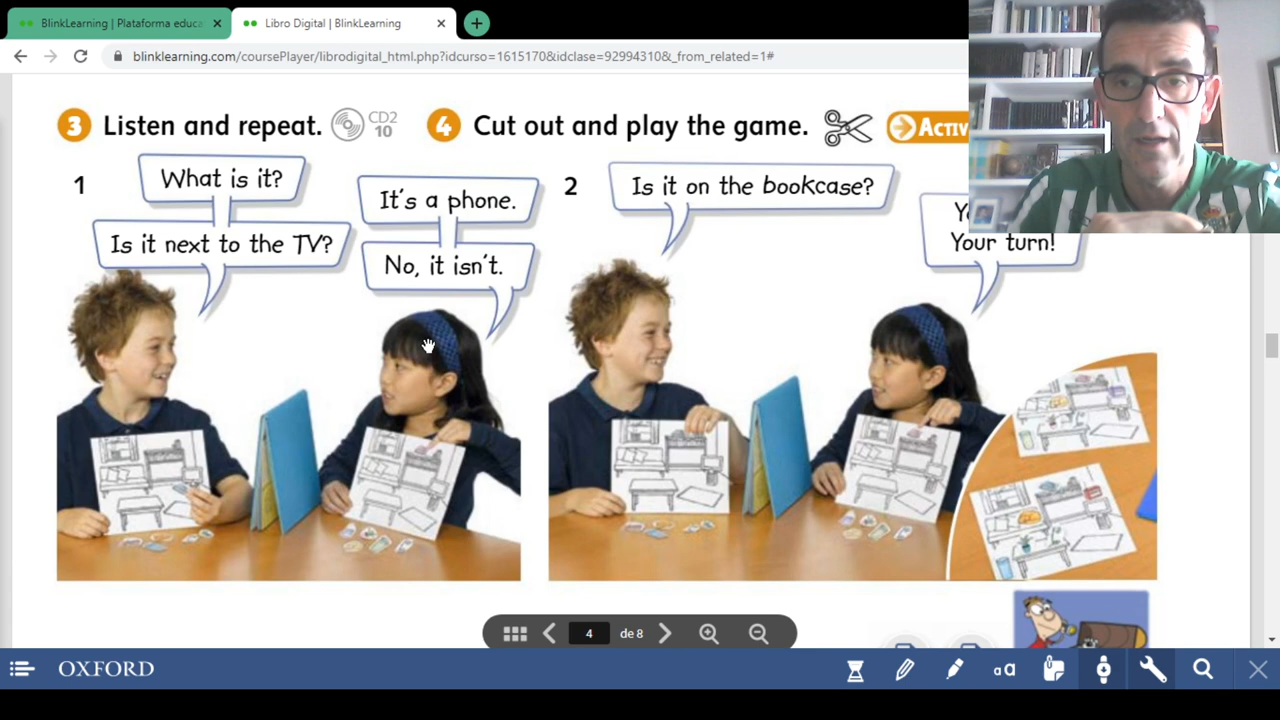 BlinkLearning | Plataforma educa
Libro Digital | BlinkLearning
blinklearning.com/coursePlayer/librodigital_html.php?idcurso=1615170&idclase=92994310&_from_related=1#
3 Listen and repeat. CD2 10
4 Cut out and play the game.
1
What is it?
Is it next to the TV?
It's a phone.
No, it isn't.
2
Is it on the bookcase?
Your turn!
4 de 8
OXFORD
aa